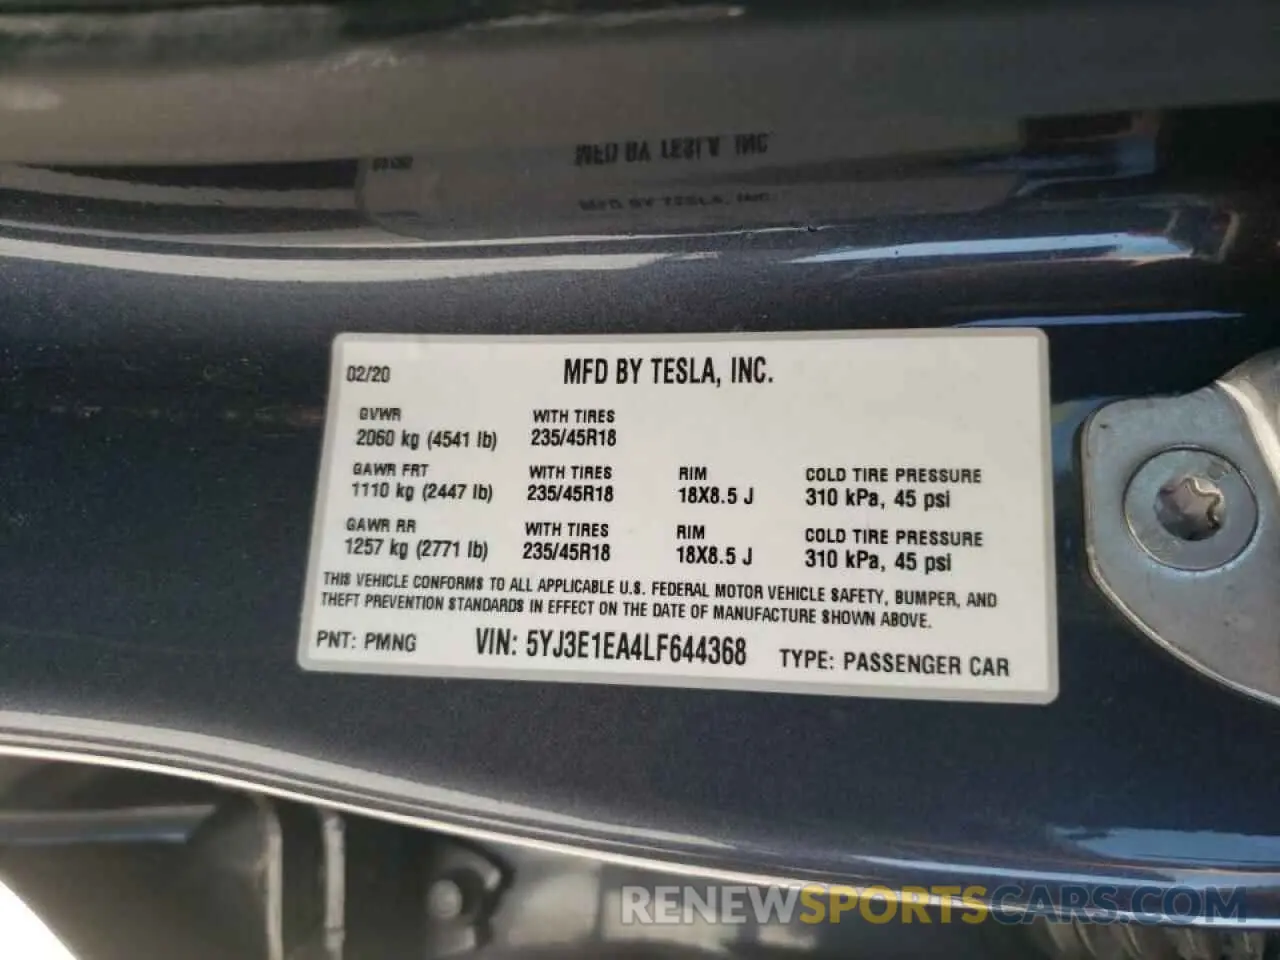 MFD BY TESLA, INC
MFD BY TESLA, INC.
02/20 MFD BY TESLA, INC.
GVWR WITH TIRES
2060 kg (4541 lb) 235/45R18
GAWR FRT WITH TIRES RIM COLD TIRE PRESSURE
1110 kg (2447 lb) 235/45R18 18X8.5 J 310 kPa, 45 psi
GAWR RR WITH TIRES RIM COLD TIRE PRESSURE
1257 kg (2771 lb) 235/45R18 18X8.5 J 310 kPa, 45 psi
THIS VEHICLE CONFORMS TO ALL APPLICABLE U.S. FEDERAL MOTOR VEHICLE SAFETY, BUMPER, AND
THEFT PREVENTION STANDARDS IN EFFECT ON THE DATE OF MANUFACTURE SHOWN ABOVE.
PNT: PMNG VIN: 5YJ3E1EA4LF644368 TYPE: PASSENGER CAR
RENEWSPORTSCARS.COM